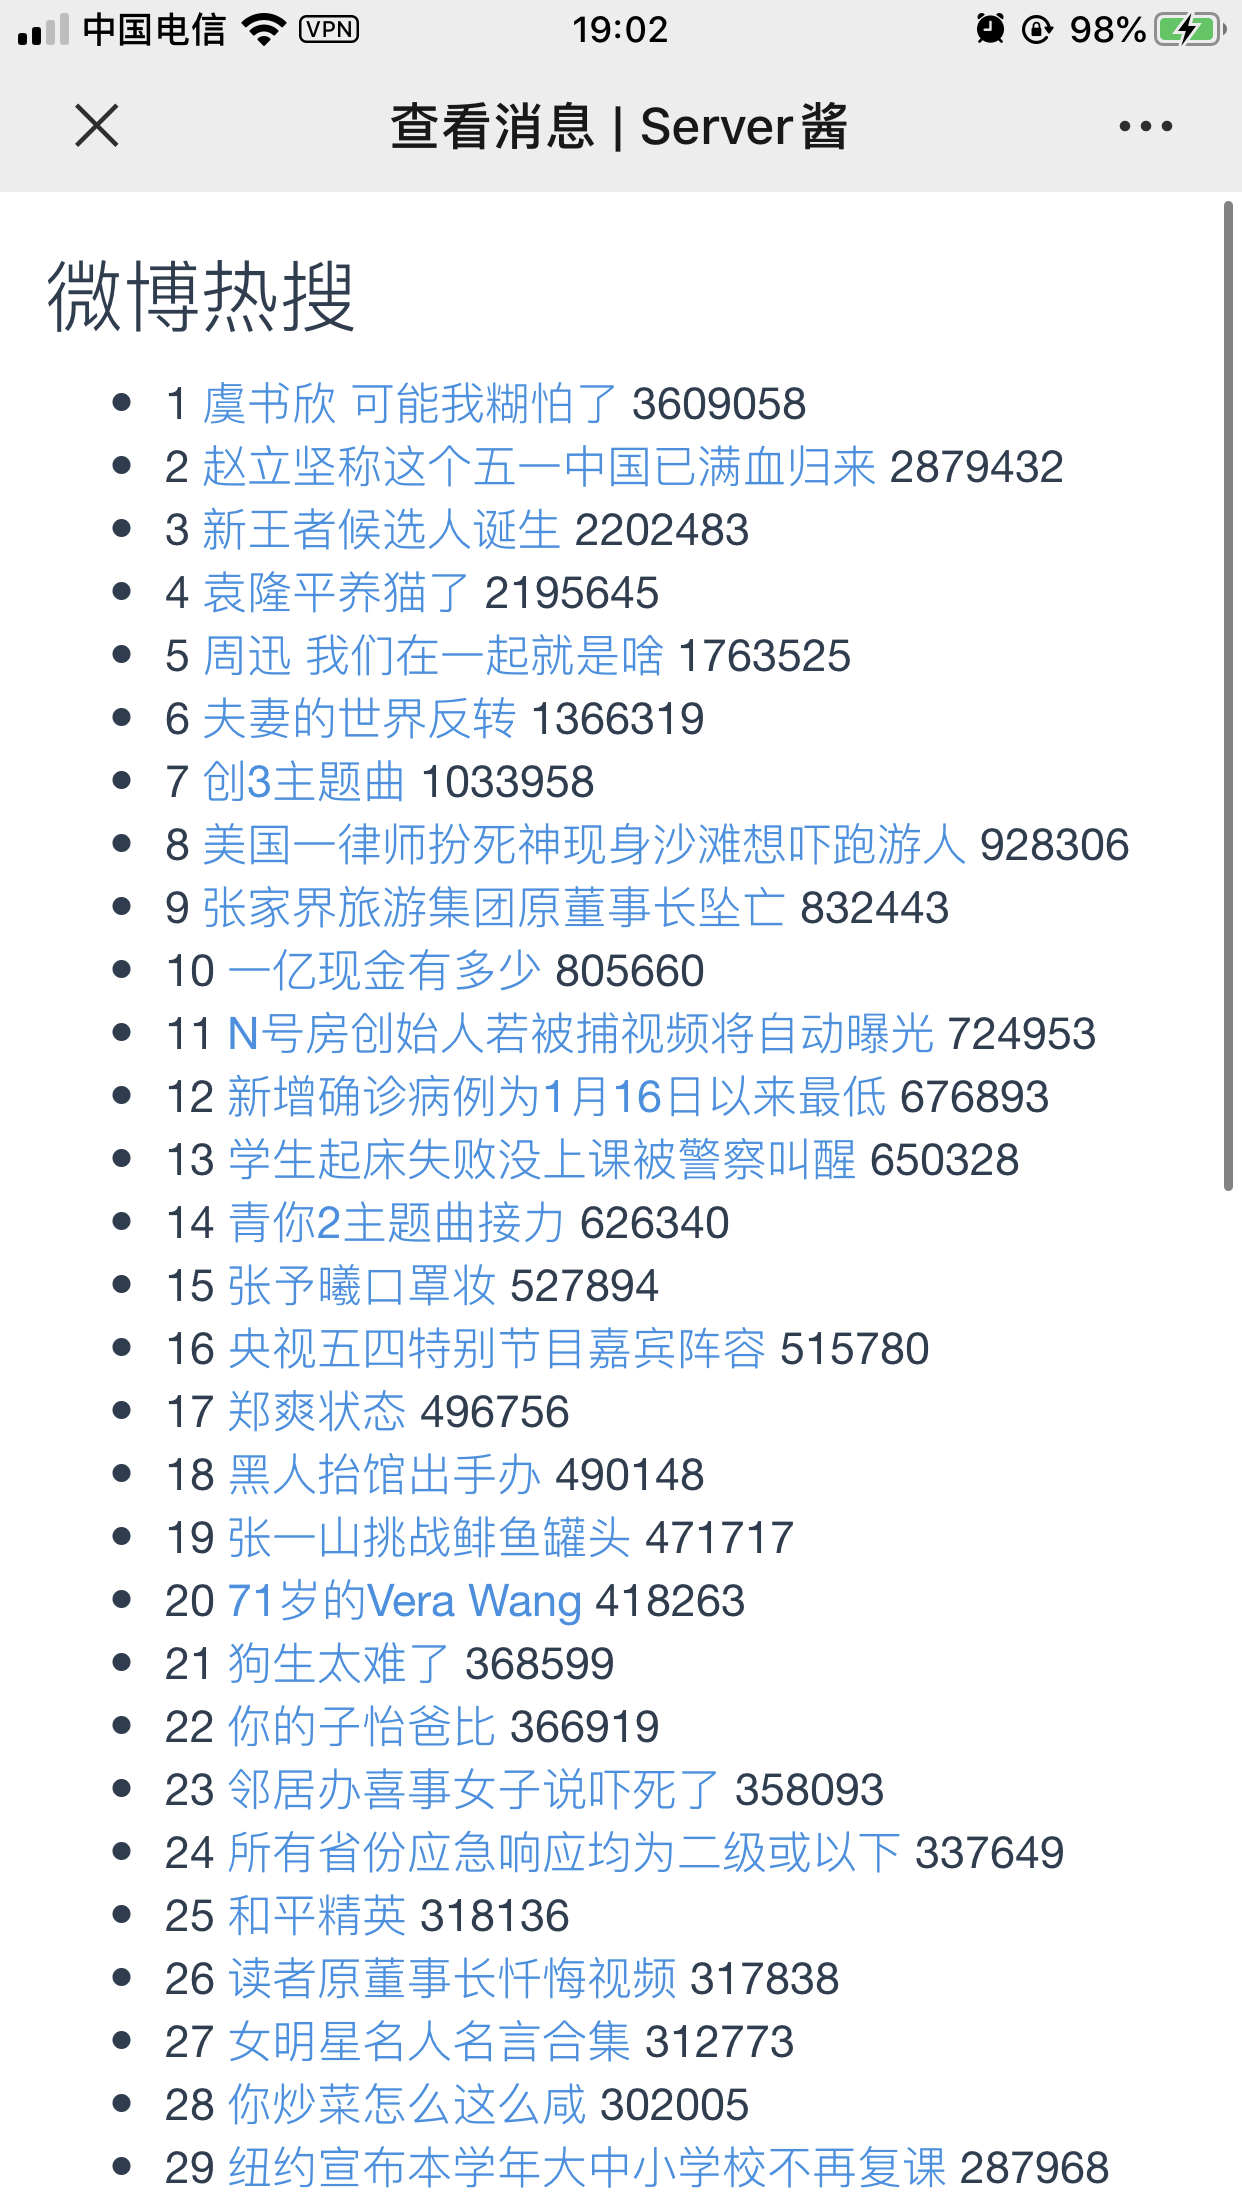 中国电信 VPN 19:02 98%
查看消息 | Server酱
微博热搜
1 虞书欣 可能我糊怕了 3609058
2 赵立坚称这个五一中国已满血归来 2879432
3 新王者候选人诞生 2202483
4 袁隆平养猫了 2195645
5 周迅 我们在一起就是啥 1763525
6 夫妻的世界反转 1366319
7 创3主题曲 1033958
8 美国一律师扮死神现身沙滩想吓跑游人 928306
9 张家界旅游集团原董事长坠亡 832443
10 一亿现金有多少 805660
11 N号房创始人若被捕视频将自动曝光 724953
12 新增确诊病例为1月16日以来最低 676893
13 学生起床失败没上课被警察叫醒 650328
14 青你2主题曲接力 626340
15 张予曦口罩妆 527894
16 央视五四特别节目嘉宾阵容 515780
17 郑爽状态 496756
18 黑人抬馆出手办 490148
19 张一山挑战鲱鱼罐头 471717
20 71岁的Vera Wang 418263
21 狗生太难了 368599
22 你的子怡爸比 366919
23 邻居办喜事女子说吓死了 358093
24 所有省份应急响应均为二级或以下 337649
25 和平精英 318136
26 读者原董事长忏悔视频 317838
27 女明星名人名言合集 312773
28 你炒菜怎么这么咸 302005
29 纽约宣布本学年大中小学校不再复课 287968